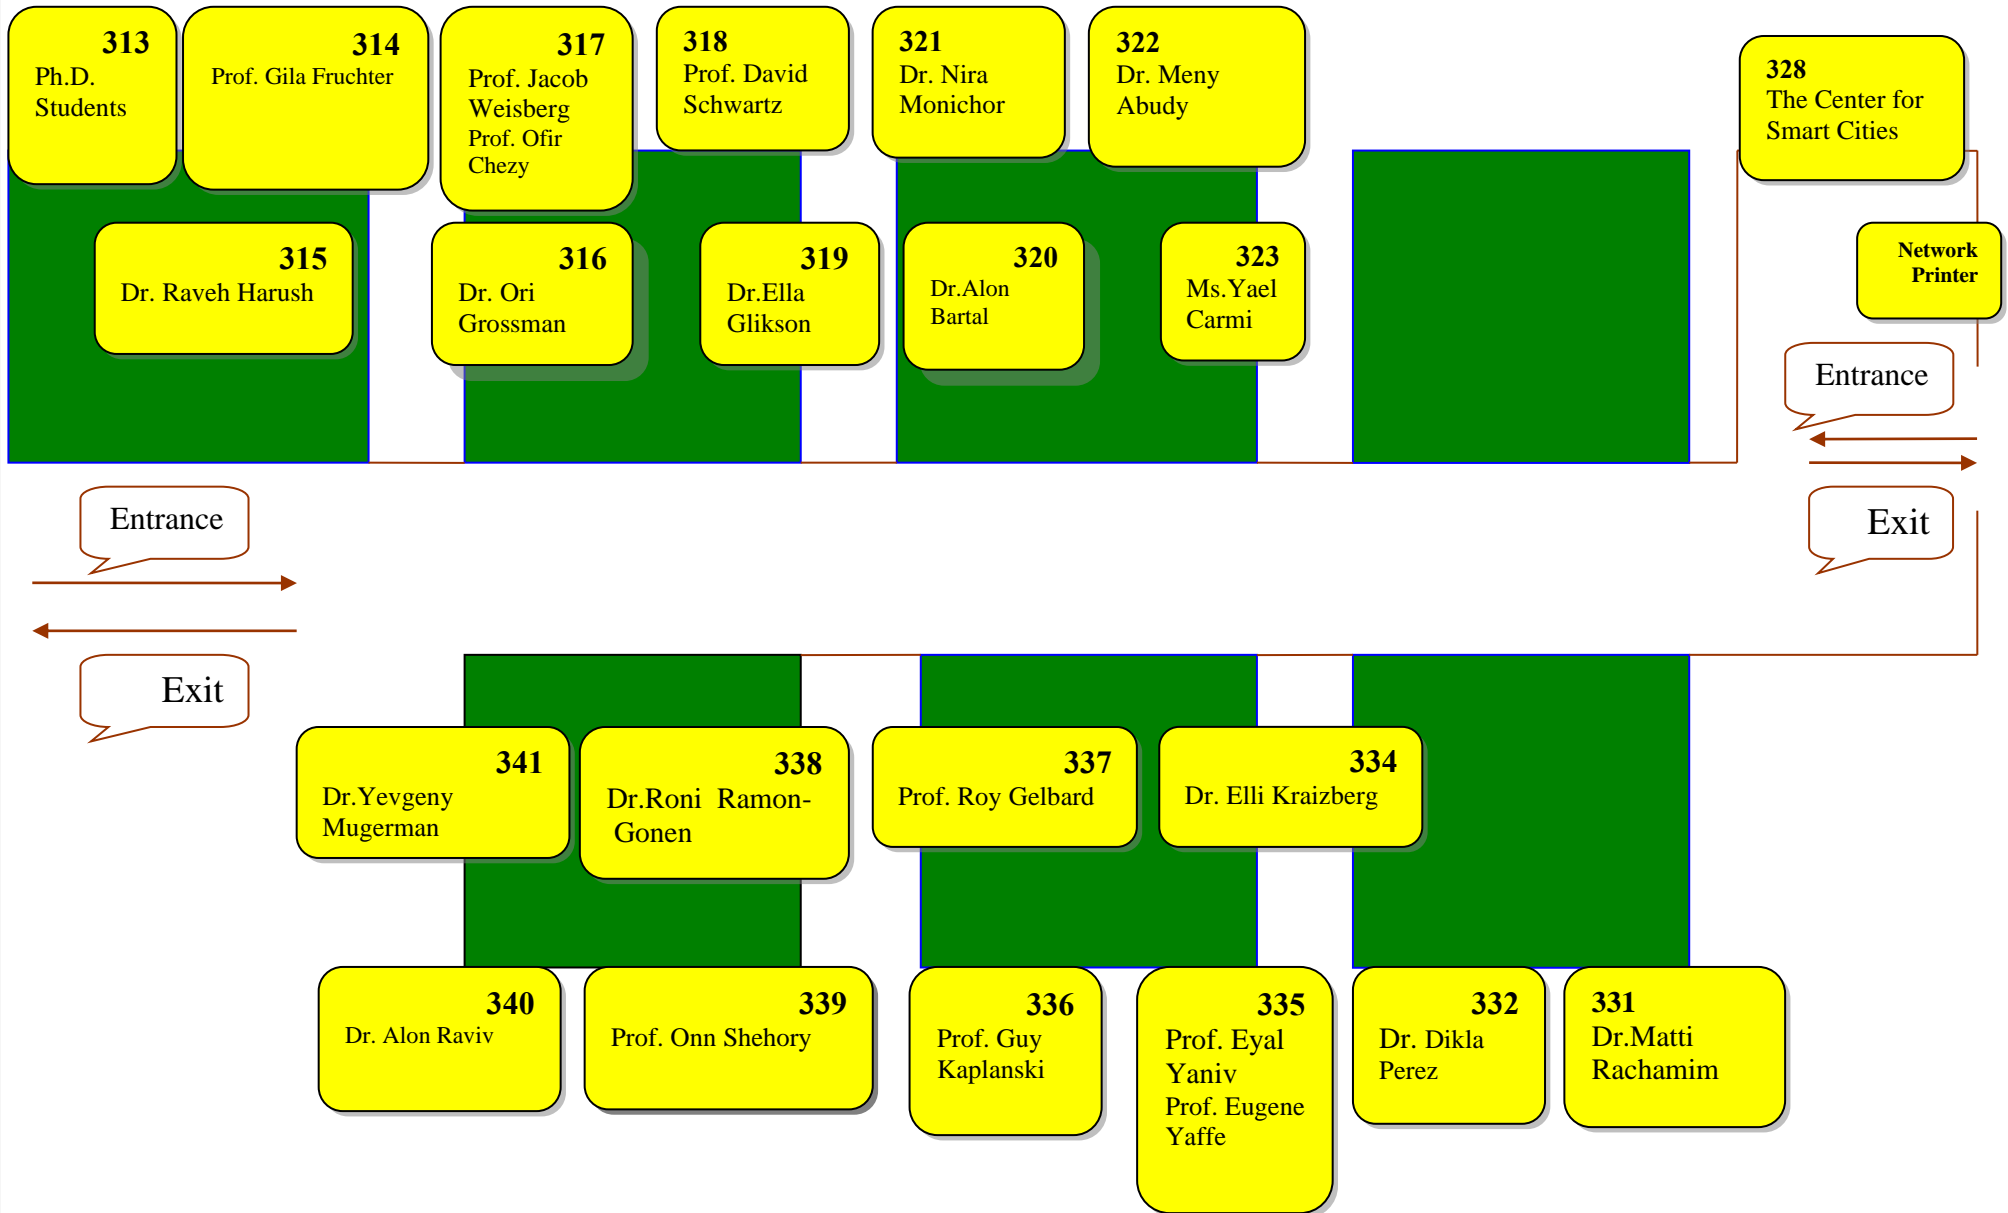 313
Ph.D.
Students
314
Prof. Gila Fruchter
317
Prof. Jacob
Weisberg
Prof. Ofir
Chezy
318
Prof. David
Schwartz
321
Dr. Nira
Monichor
322
Dr. Meny
Abudy
328
The Center for
Smart Cities
315
Dr. Raveh Harush
316
Dr. Ori
Grossman
319
Dr.Ella
Glikson
320
Dr.Alon
Bartal
323
Ms.Yael
Carmi
Network
Printer
Entrance
Exit
Entrance
Exit
341
Dr.Yevgeny
Mugerman
338
Dr.Roni Ramon-
Gonen
337
Prof. Roy Gelbard
334
Dr. Elli Kraizberg
340
Dr. Alon Raviv
339
Prof. Onn Shehory
336
Prof. Guy
Kaplanski
335
Prof. Eyal
Yaniv
Prof. Eugene
Yaffe
332
Dr. Dikla
Perez
331
Dr.Matti
Rachamim